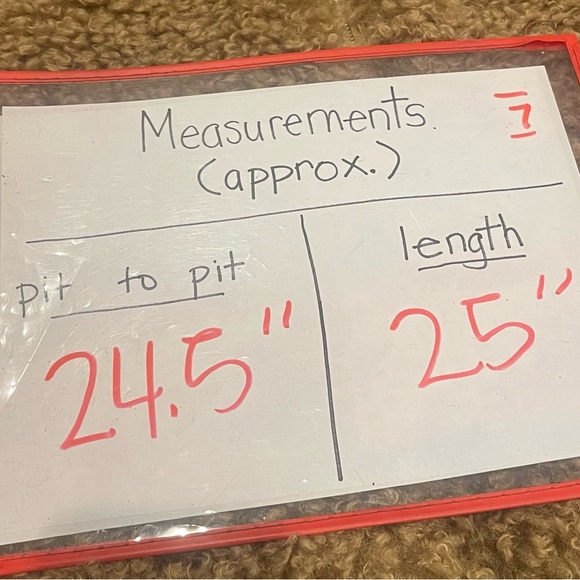 Measurements.
(approx.)
7
pit to pit
24.5"
length
25"